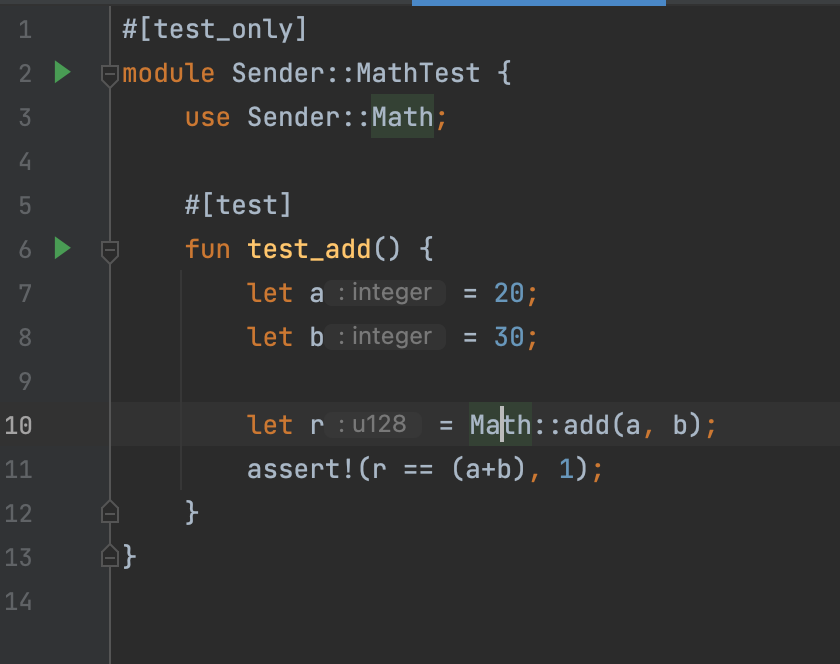 1 #[test_only]
2 module Sender::MathTest {
3     use Sender::Math;
4
5     #[test]
6     fun test_add() {
7         let a : integer = 20;
8         let b : integer = 30;
9
10         let r : u128 = Math::add(a, b);
11         assert!(r == (a+b), 1);
12     }
13 }
14